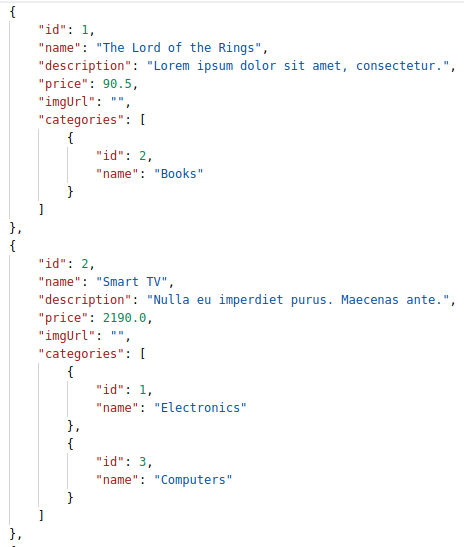 {
    "id": 1,
    "name": "The Lord of the Rings",
    "description": "Lorem ipsum dolor sit amet, consectetur.",
    "price": 90.5,
    "imgUrl": "",
    "categories": [
        {
            "id": 2,
            "name": "Books"
        }
    ]
},
{
    "id": 2,
    "name": "Smart TV",
    "description": "Nulla eu imperdiet purus. Maecenas ante.",
    "price": 2190.0,
    "imgUrl": "",
    "categories": [
        {
            "id": 1,
            "name": "Electronics"
        },
        {
            "id": 3,
            "name": "Computers"
        }
    ]
},